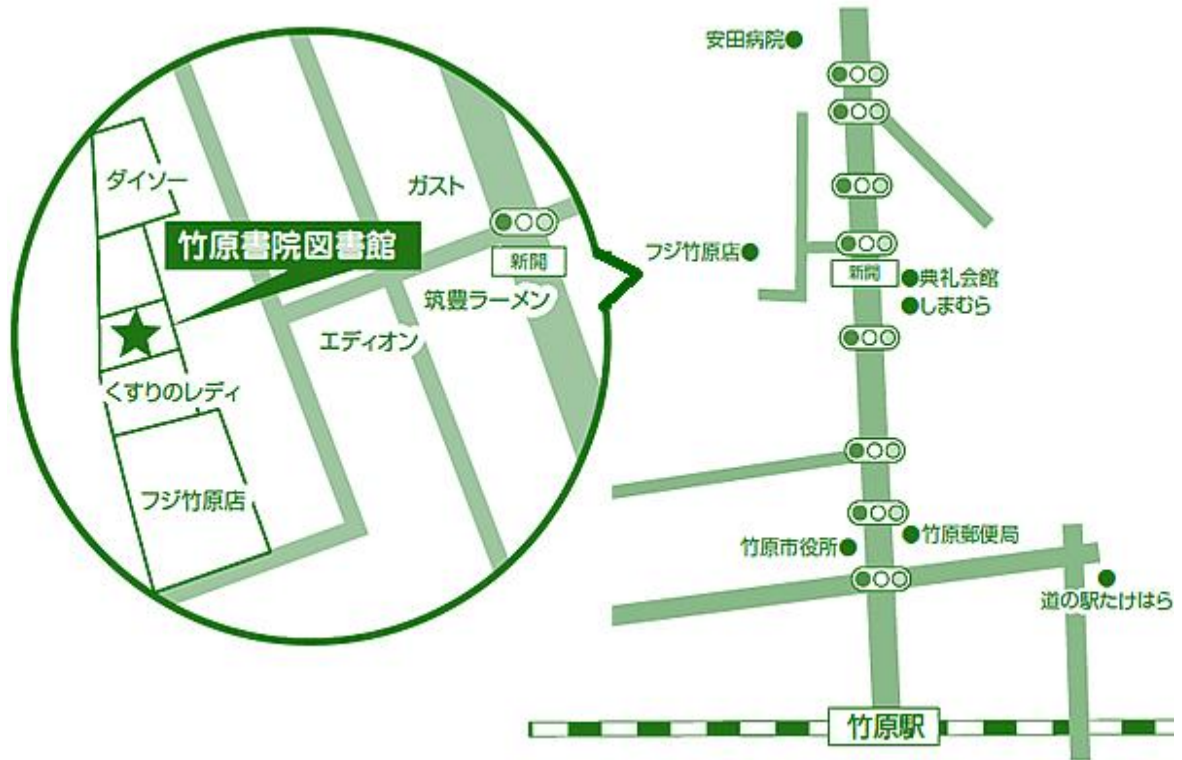 安田病院
ガスト
ダイソー
竹原書院図書館
新開
筑豊ラーメン
エディオン
くすりのレディ
フジ竹原店
フジ竹原店
新開
典礼会館
しまむら
竹原市役所
竹原郵便局
道の駅たけはら
竹原駅